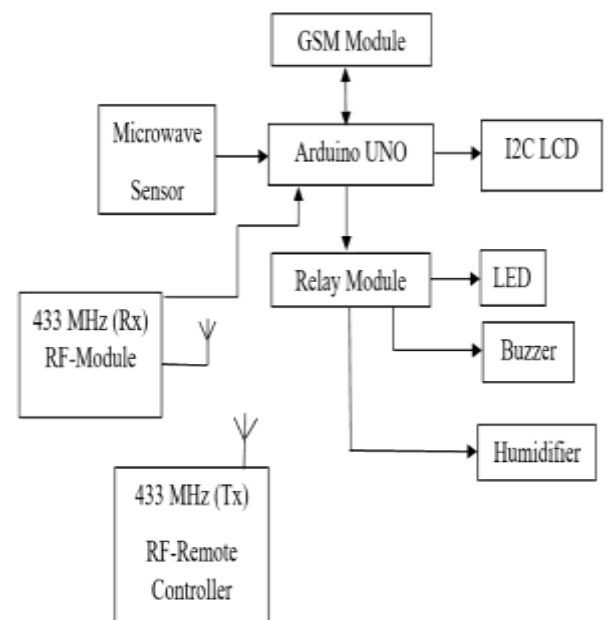 GSM Module
Microwave
Sensor
Arduino UNO
I2C LCD
Relay Module
LED
433 MHz (Rx)
RF-Module
Buzzer
Humidifier
433 MHz (Tx)
RF-Remote
Controller